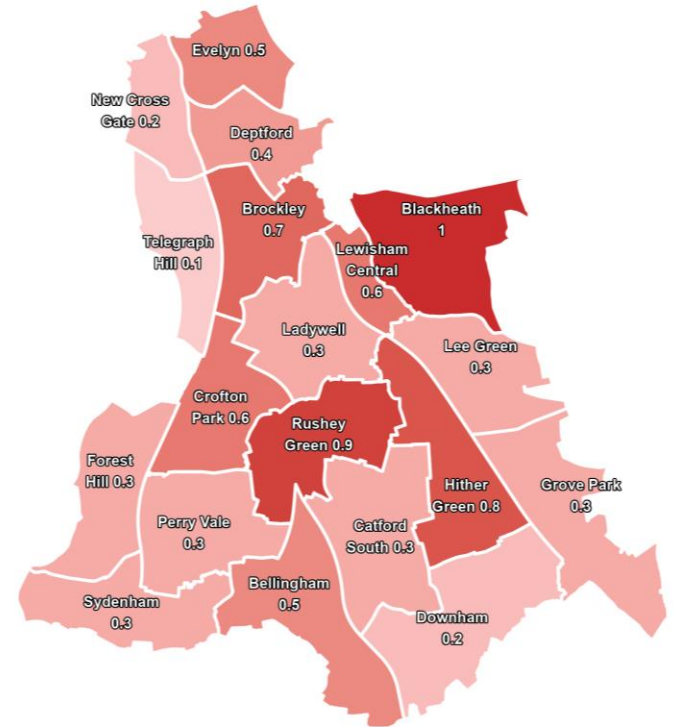 Evelyn 0.5
New Cross
Gate 0.2
Deptford
0.4
Brockley
0.7
Blackheath
1
Telegraph
Hill 0.1
Lewisham
Central
0.6
Ladywell
0.3
Lee Green
0.3
Crofton
Park 0.6
Rushey
Green 0.9
Forest
Hill 0.3
Hither
Green 0.8
Grove Park
0.3
Perry Vale
0.3
Catford
South 0.3
Bellingham
0.5
Sydenham
0.3
Downham
0.2